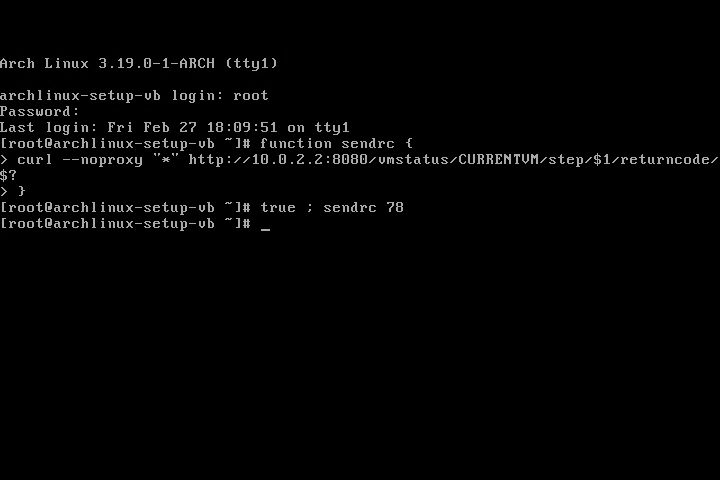 Arch Linux 3.19.0-1-ARCH (tty1)
archlinux-setup-vb login: root
Password:
Last login: Fri Feb 27 18:09:51 on tty1
[root@archlinux-setup-vb ~]# function sendrc {
> curl --noproxy "*" http://10.0.2.2:8080/vmstatus/CURRENTVM/step/$1/returncode/
$?
> }
[root@archlinux-setup-vb ~]# true ; sendrc 78
[root@archlinux-setup-vb ~]# _